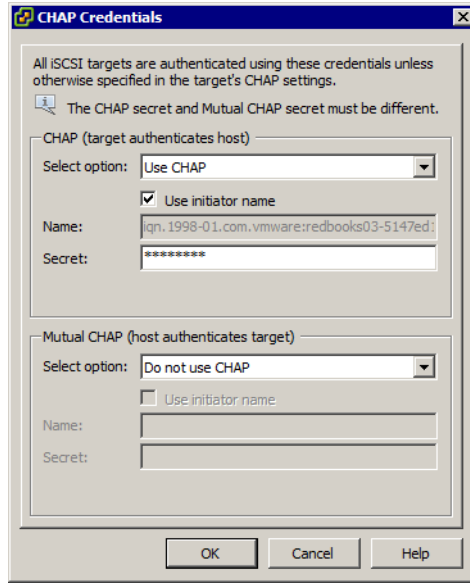 CHAP Credentials
All iSCSI targets are authenticated using these credentials unless
otherwise specified in the target's CHAP settings.
The CHAP secret and Mutual CHAP secret must be different.
CHAP (target authenticates host)
Select option: Use CHAP
Use initiator name
Name: iqn.1998-01.com.vmware:redbooks03-5147ed1
Secret: ********
Mutual CHAP (host authenticates target)
Select option: Do not use CHAP
Use initiator name
Name:
Secret:
OK Cancel Help